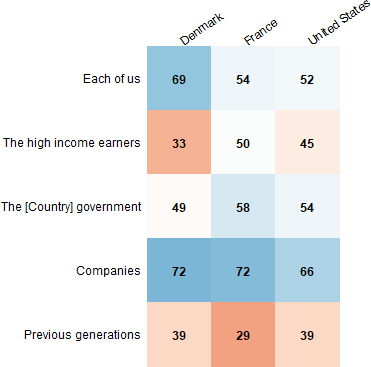 Denmark France United States
Each of us 69 54 52
The high income earners 33 50 45
The [Country] government 49 58 54
Companies 72 72 66
Previous generations 39 29 39